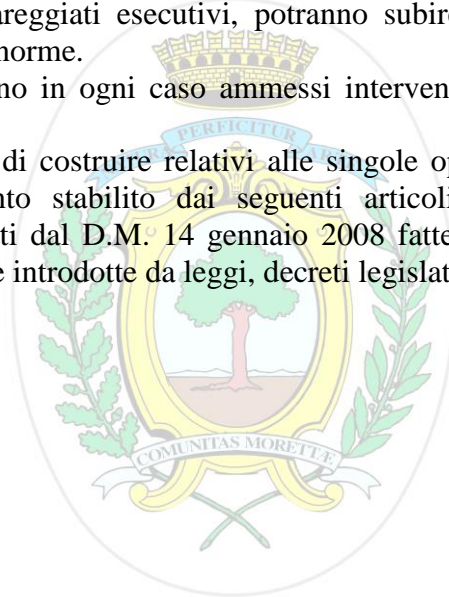 areggiati esecutivi, potranno subire
norme.
no in ogni caso ammessi interven
PERFICITUR
di costruire relativi alle singole op
nto stabilito dai seguenti articoli
ti dal D.M. 14 gennaio 2008 fatte
e introdotte da leggi, decreti legislat
COMUNITAS MORETTÆ